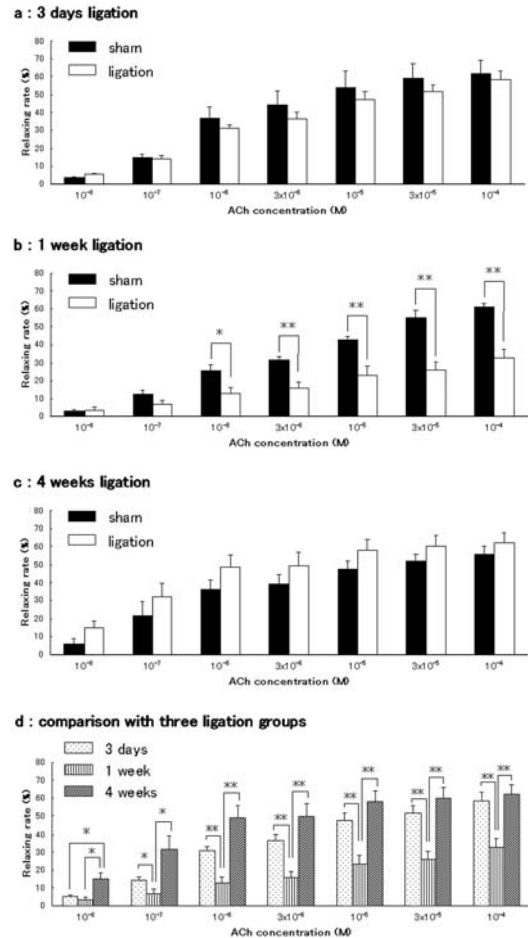 a : 3 days ligation
Relaxing rate (%)
80
70
60
50
40
30
20
10
0
sham
ligation
10⁻⁸ 10⁻⁷ 10⁻⁶ 3x10⁻⁶ 10⁻⁵ 3x10⁻⁵ 10⁻⁴
ACh concentration (M)
b : 1 week ligation
Relaxing rate (%)
80
70
60
50
40
30
20
10
0
sham
ligation
* ** ** ** **
10⁻⁸ 10⁻⁷ 10⁻⁶ 3x10⁻⁶ 10⁻⁵ 3x10⁻⁵ 10⁻⁴
ACh concentration (M)
c : 4 weeks ligation
Relaxing rate (%)
80
70
60
50
40
30
20
10
0
sham
ligation
10⁻⁸ 10⁻⁷ 10⁻⁶ 3x10⁻⁶ 10⁻⁵ 3x10⁻⁵ 10⁻⁴
ACh concentration (M)
d : comparison with three ligation groups
Relaxing rate (%)
80
70
60
50
40
30
20
10
0
3 days
1 week
4 weeks
* * * * ** ** ** ** ** ** ** ** ** **
10⁻⁸ 10⁻⁷ 10⁻⁶ 3x10⁻⁶ 10⁻⁵ 3x10⁻⁵ 10⁻⁴
ACh concentration (M)